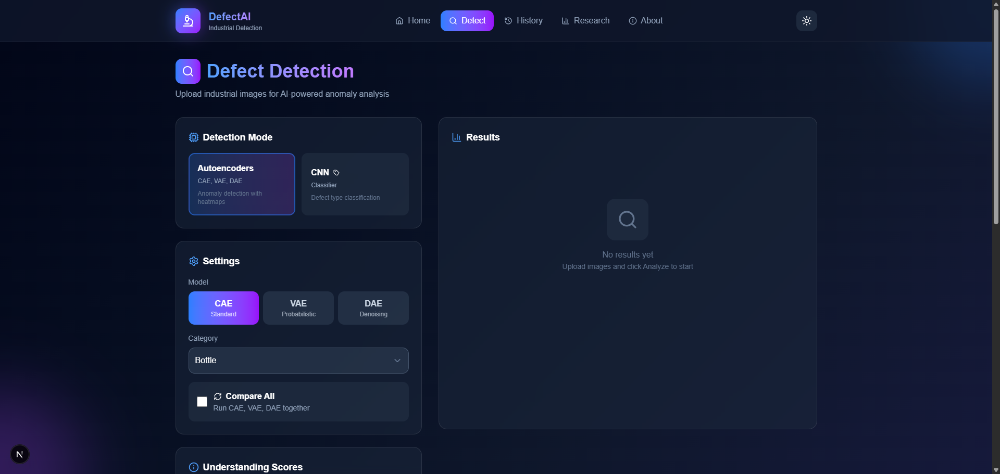 DefectAI
Industrial Detection
Home
Detect
History
Research
About
Defect Detection
Upload industrial images for AI-powered anomaly analysis
Detection Mode
Autoencoders
CAE, VAE, DAE
Anomaly detection with
heatmaps
CNN
Classifier
Defect type classification
Settings
Model
CAE
Standard
VAE
Probabilistic
DAE
Denoising
Category
Bottle
Compare All
Run CAE, VAE, DAE together
Understanding Scores
Results
No results yet
Upload images and click Analyze to start
N